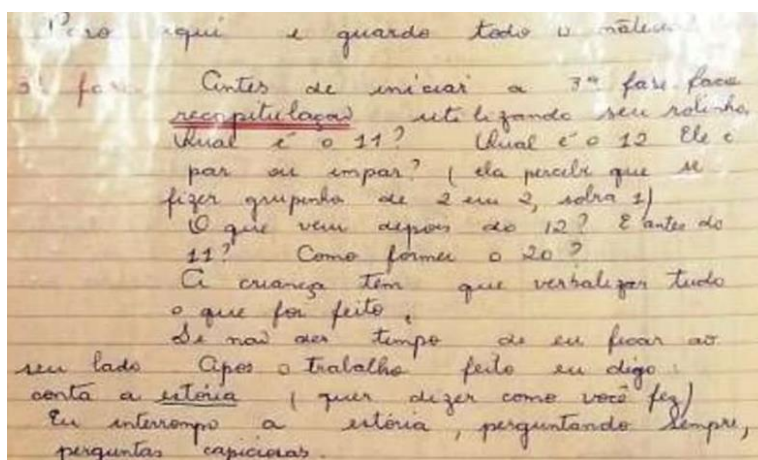 Paro aqui e guardo todo o material
3ª fase. Antes de iniciar a 3ª fase faço
recapitulação utilizando seu rolinho.
Qual é o 11? Qual é o 12 Ele é
par ou impar? ( ela percebe que se
fizer grupinho de 2 em 2, sobra 1)
O que vem depois do 12? E antes do
11? Como formei o 20?
A criança tem que verbalizar tudo
o que foi feito.
Se não der tempo de eu ficar ao
seu lado Apos o trabalho feito eu digo:
conta a estória ( quer dizer como você fez)
Eu interrompo a estória, perguntando sempre,
perguntas capiciosas.